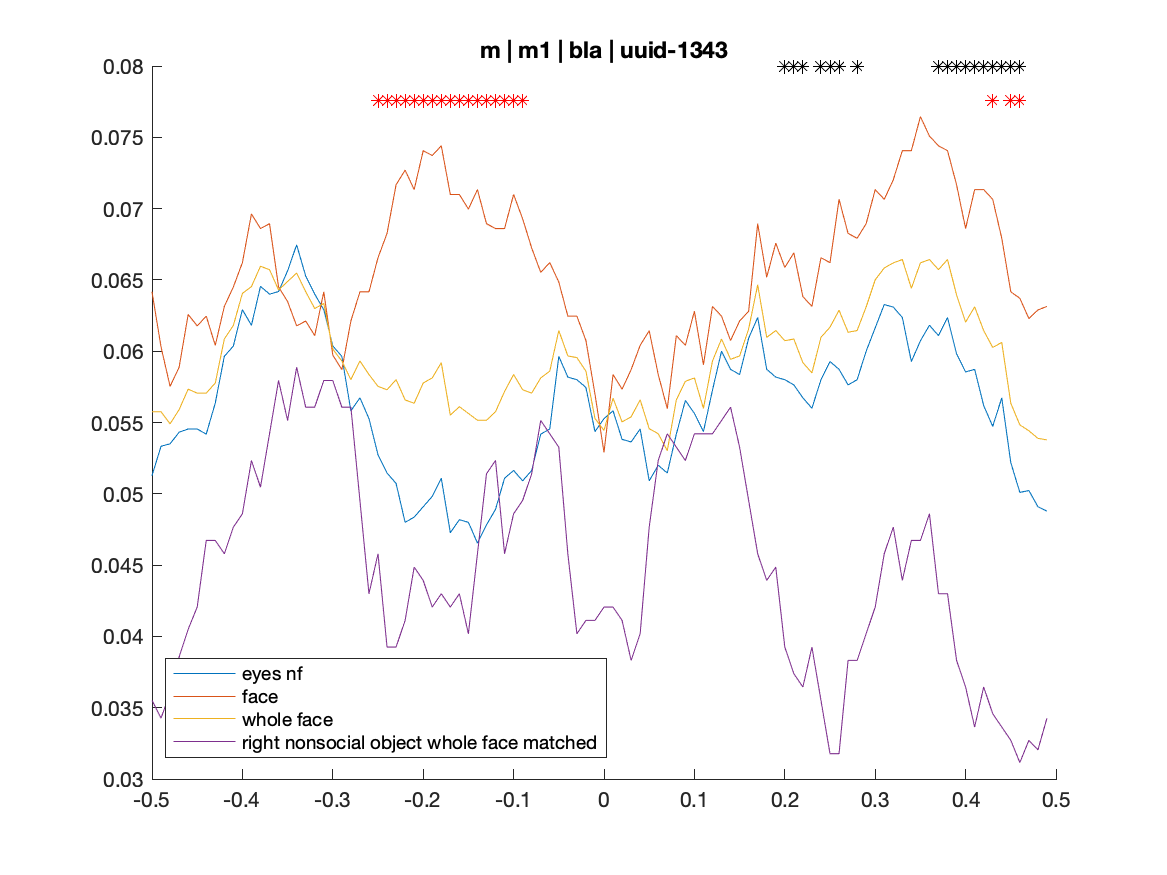 m | m1 | bla | uuid-1343
0.08
0.075
0.07
0.065
0.06
0.055
0.05
0.045
0.04
0.035
0.03
eyes nf
face
whole face
right nonsocial object whole face matched
-0.5 -0.4 -0.3 -0.2 -0.1 0 0.1 0.2 0.3 0.4 0.5